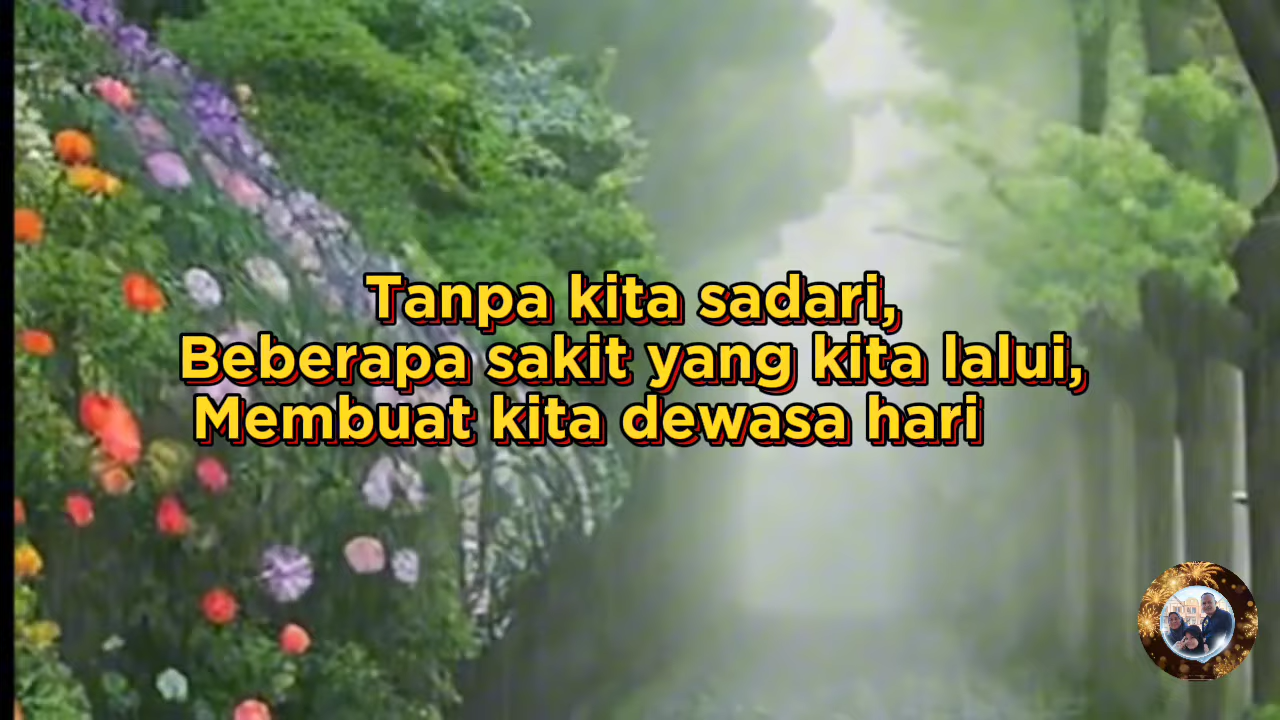 Tanpa kita sadari,
Beberapa sakit yang kita lalui,
Membuat kita dewasa hari